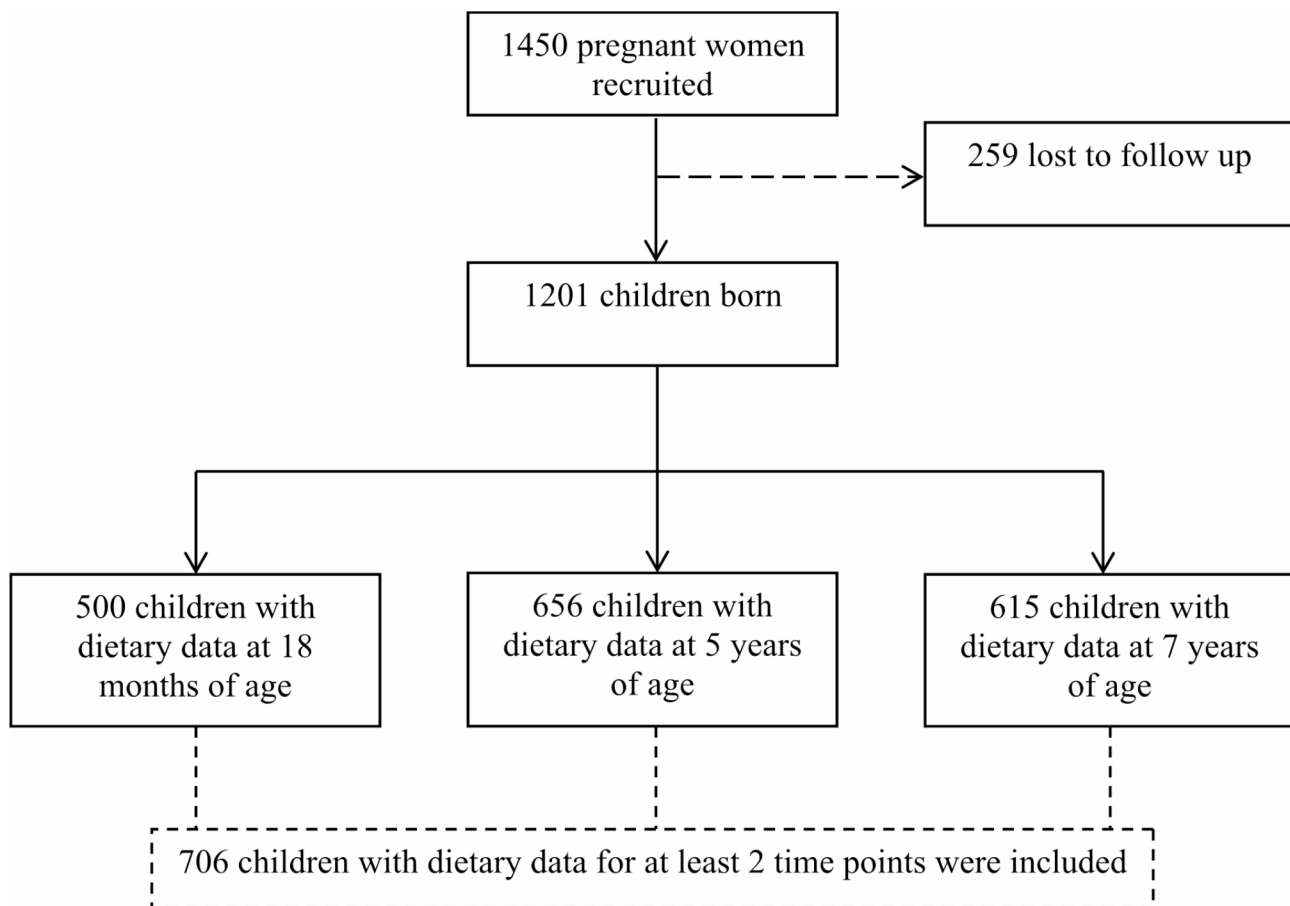 1450 pregnant women
recruited
259 lost to follow up
1201 children born
500 children with
dietary data at 18
months of age
656 children with
dietary data at 5 years
of age
615 children with
dietary data at 7 years
of age
706 children with dietary data for at least 2 time points were included